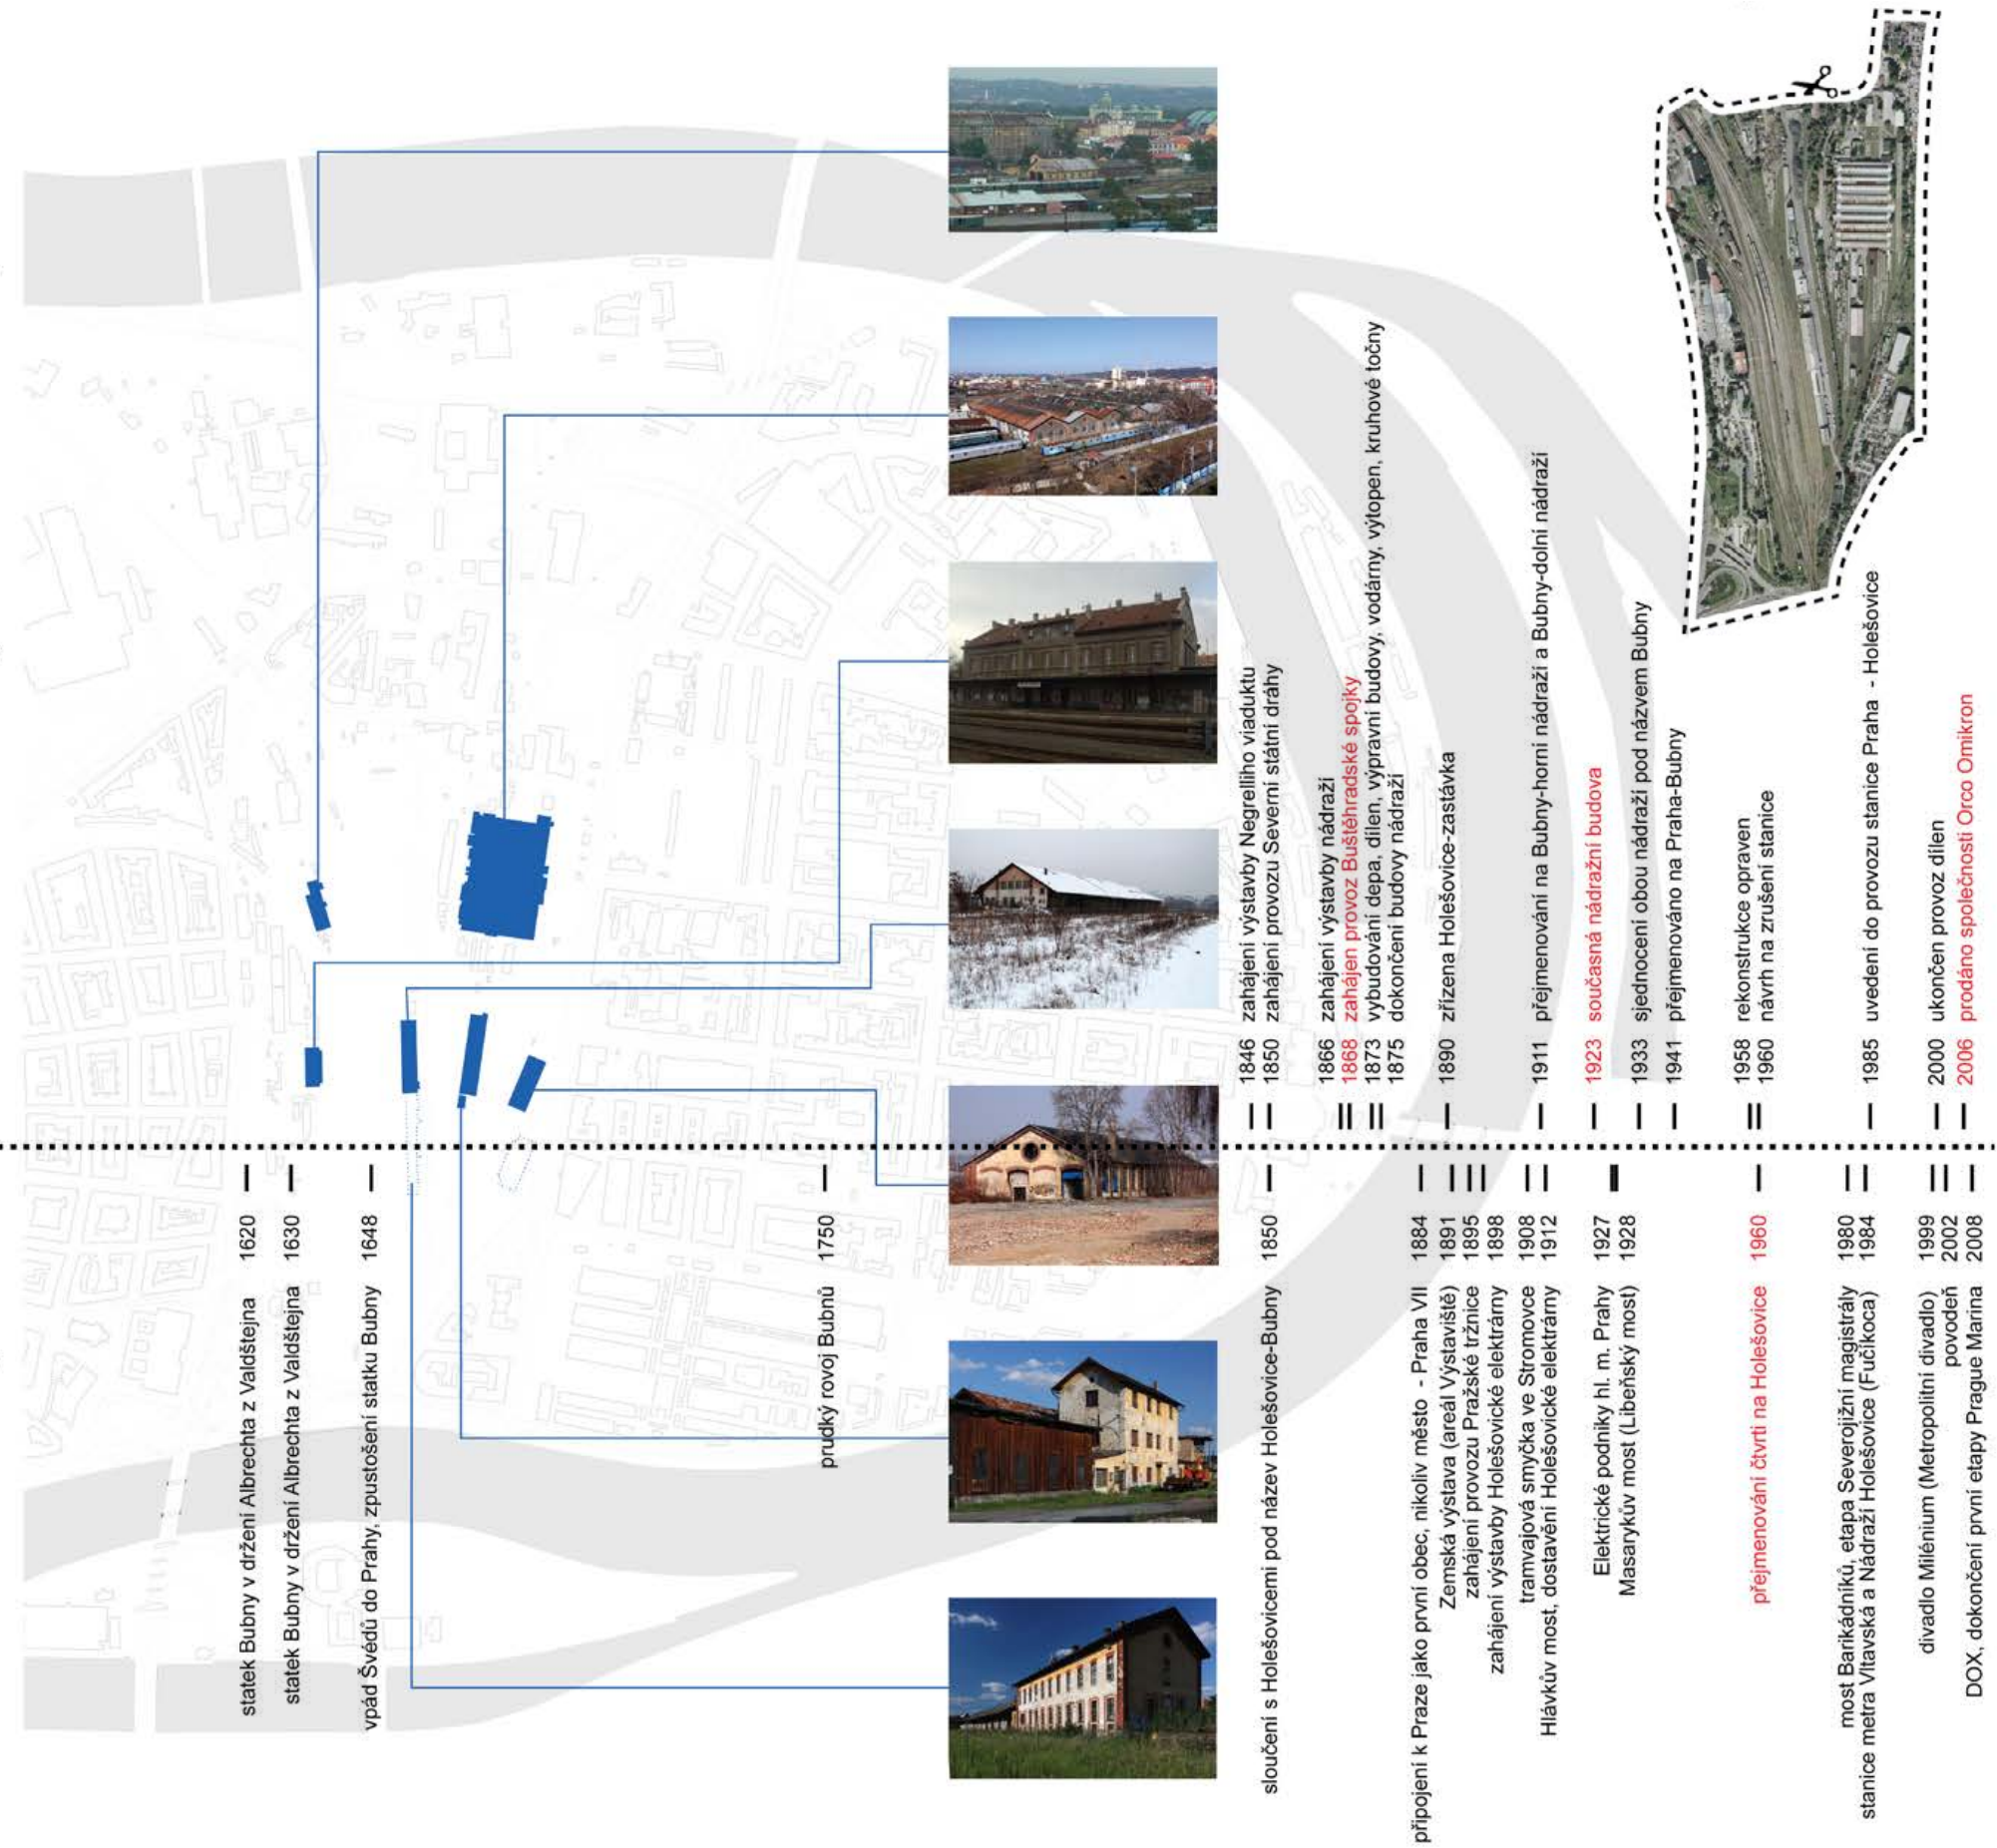 statek Bubny v držení Albrechta z Valdštejna 1620
statek Bubny v držení Albrechta z Valdštejna 1630
vpád Švédů do Prahy, zpustošení statku Bubny 1648
prudký rovoj Bubnů 1750
sloučení s Holešovicemi pod název Holešovice-Bubny 1850
připojení k Praze jako první obec, nikoliv město - Praha VII 1884
Zemská výstava (areál Výstaviště) 1891
zahájení provozu Pražské tržnice 1895
zahájení výstavby Holešovické elektrárny 1898
tramvajová smyčka ve Stromovce 1908
Hlávkův most, dostavění Holešovické elektrárny 1912
Elektrické podniky hl. m. Prahy 1927
Masarykův most (Libeňský most) 1928
přejmenování čtvrti na Holešovice 1960
most Barikádníků, etapa Severojižní magistrály 1980
stanice metra Vltavská a Nádraží Holešovice (Fučíkoca) 1984
divadlo Milénium (Metropolitní divadlo) 1999
povodeň 2002
DOX, dokončení první etapy Prague Marina 2008
1846 zahájení výstavby Negrelliho viaduktu
1850 zahájení provozu Severní státní dráhy
1866 zahájení výstavby nádraží
1868 zahájen provoz Buštěhradské spojky
1873 vybudování depa, dílen, výpravní budovy, vodárny, výtopen, kruhové točny
1875 dokončení budovy nádraží
1890 zřízena Holešovice-zastávka
1911 přejmenování na Bubny-horní nádraží a Bubny-dolní nádraží
1923 současná nádražní budova
1933 sjednocení obou nádraží pod názvem Bubny
1941 přejmenováno na Praha-Bubny
1958 rekonstrukce opraven
1960 návrh na zrušení stanice
1985 uvedení do provozu stanice Praha - Holešovice
2000 ukončen provoz dílen
2006 prodáno společnosti Orco Omikron